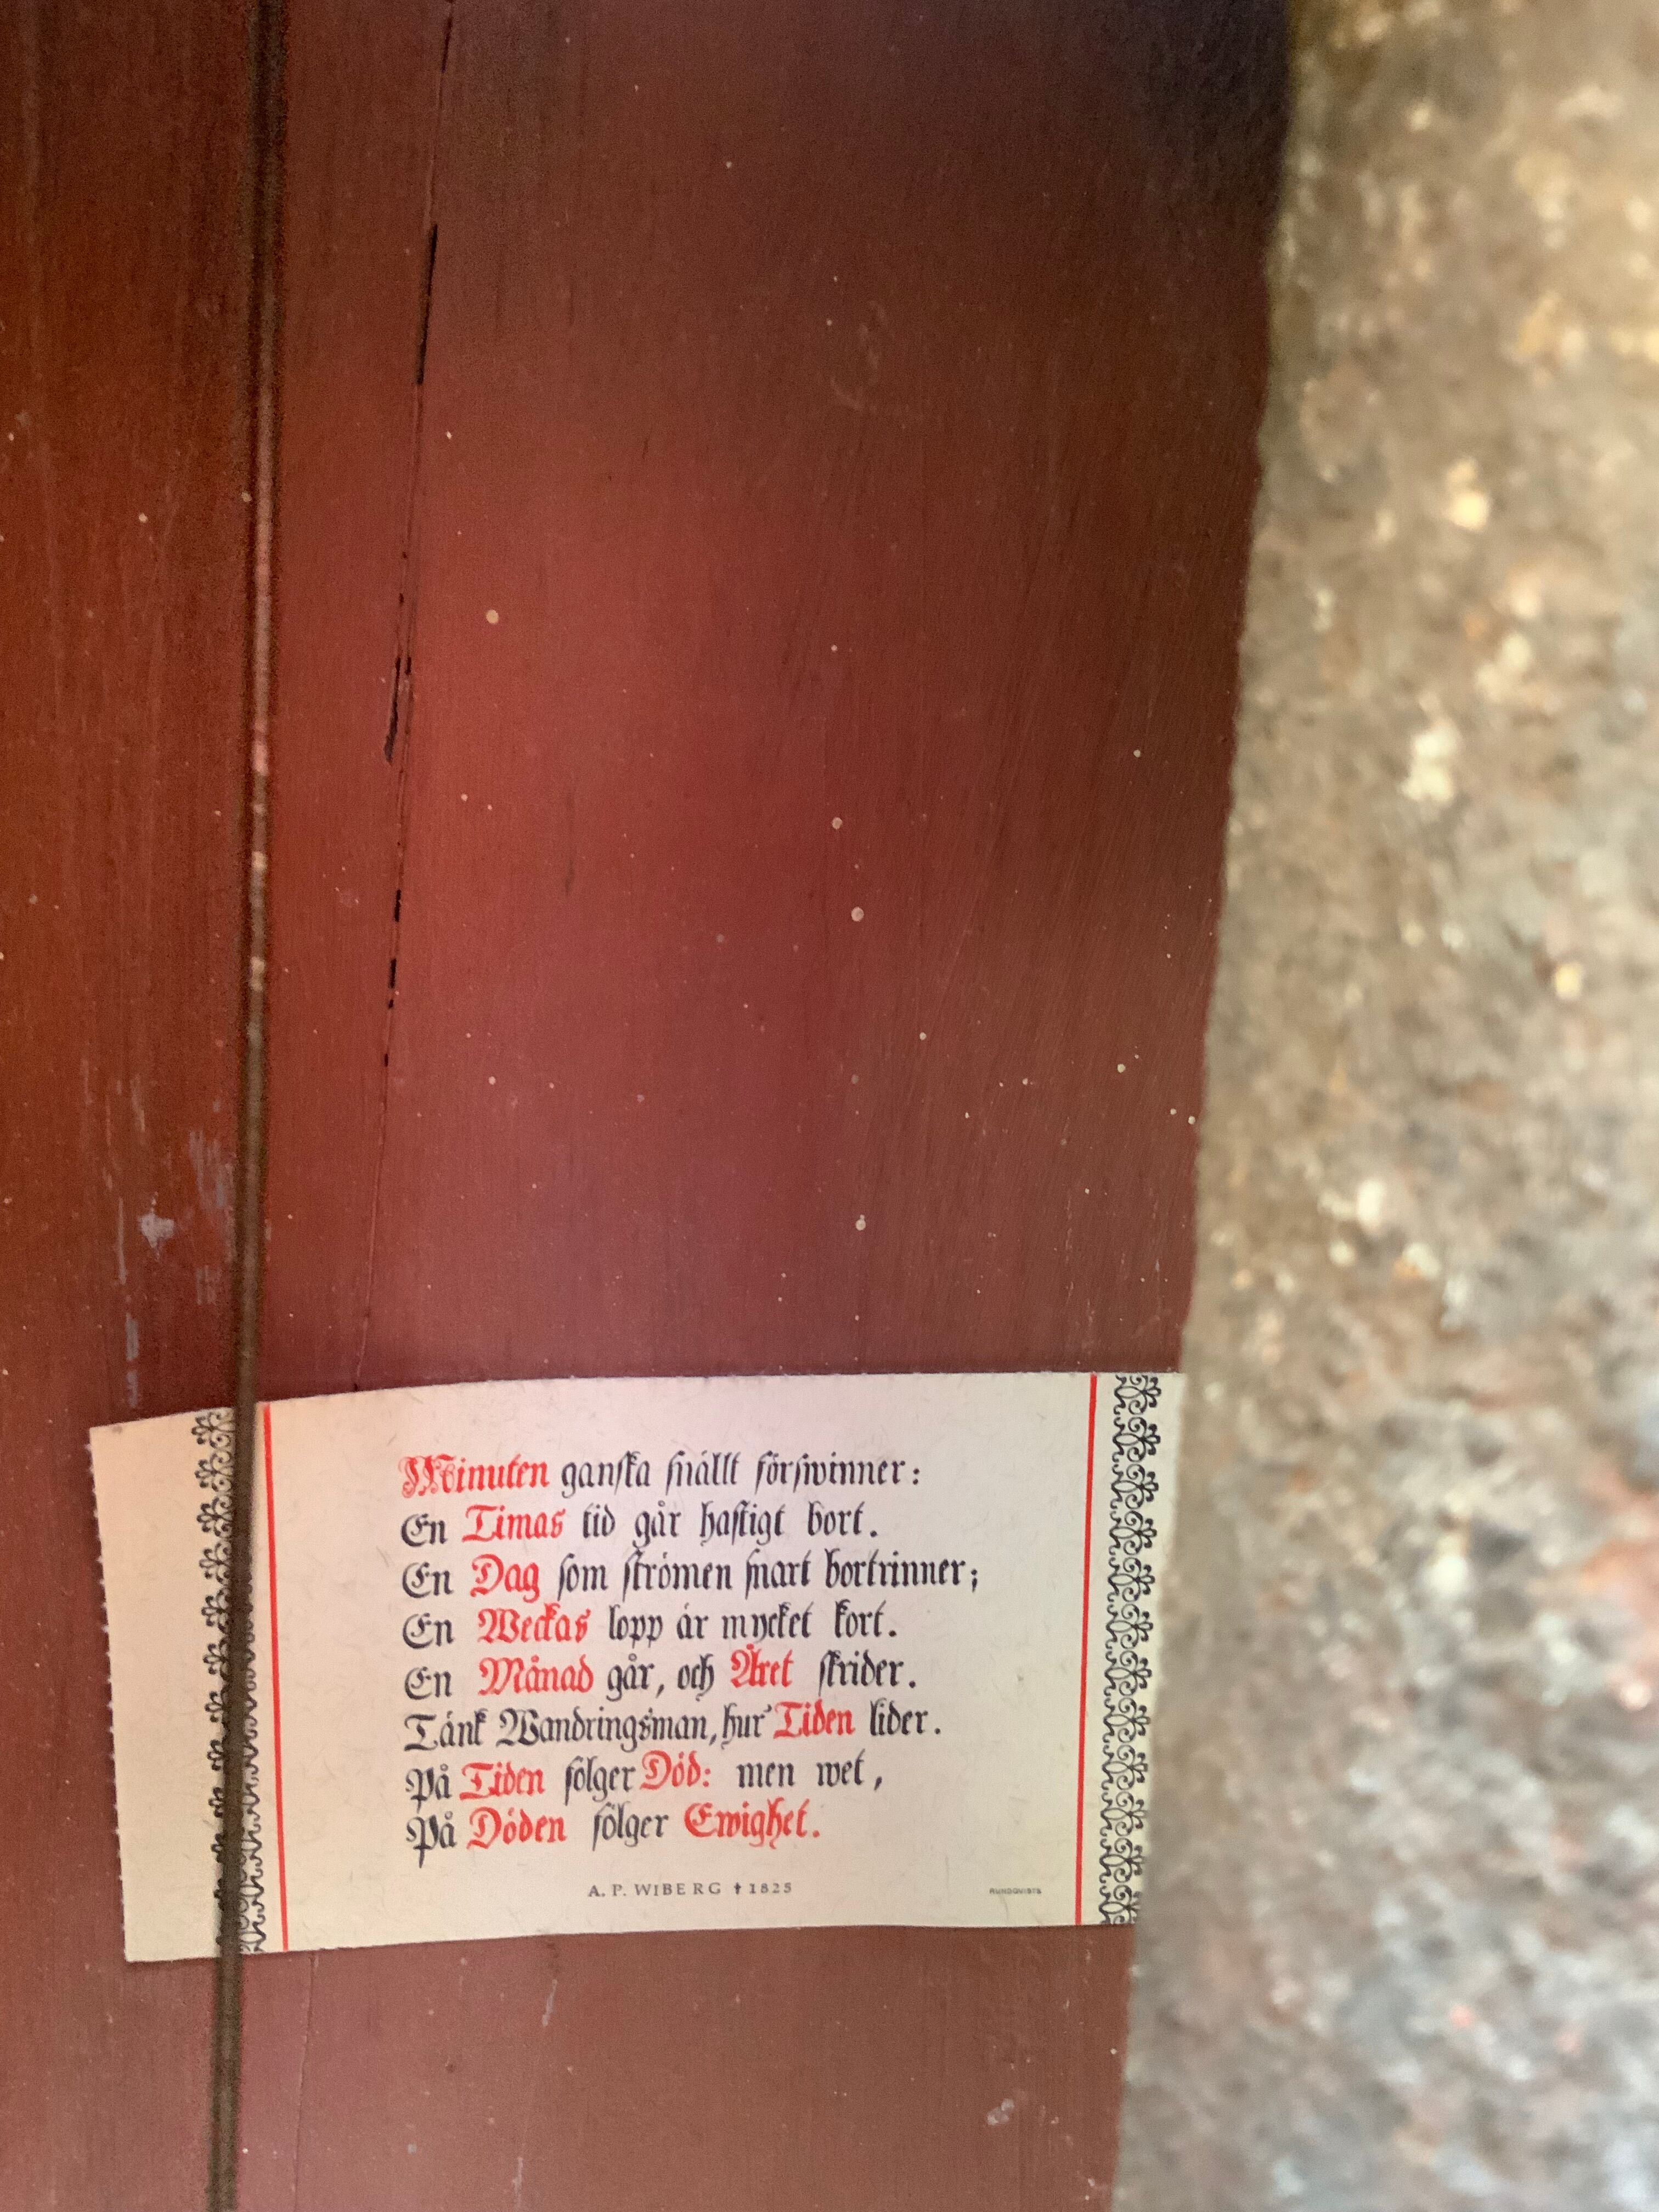 Minuten ganska snällt förswinner:
En Timas tid går hastigt bort.
En Dag som strömen snart bortrinner;
En Weckas lopp är mycket kort.
En Månad går, och Året skrider.
Tänk Wandringsman, hur' Tiden lider.
På Tiden följer Död: men wet,
På Döden följer Ewighet.
A. P. WIBERG ✝ 1825
RUNDQVISTS